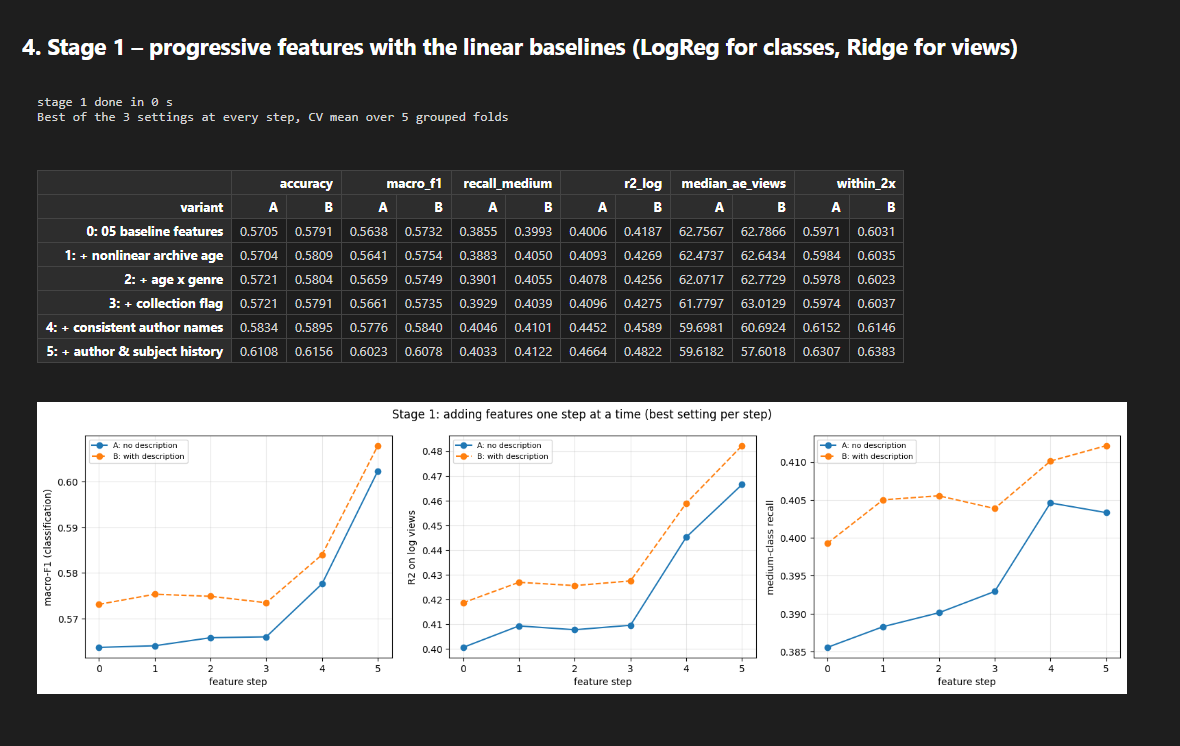 4. Stage 1 – progressive features with the linear baselines (LogReg for classes, Ridge for views)
stage 1 done in 0 s
Best of the 3 settings at every step, CV mean over 5 grouped folds
accuracy macro_f1 recall_medium r2_log median_ae_views within_2x
variant A B A B A B A B A B A B
0: 05 baseline features 0.5705 0.5791 0.5638 0.5732 0.3855 0.3993 0.4006 0.4187 62.7567 62.7866 0.5971 0.6031
1: + nonlinear archive age 0.5704 0.5809 0.5641 0.5754 0.3883 0.4050 0.4093 0.4269 62.4737 62.6434 0.5984 0.6035
2: + age x genre 0.5721 0.5804 0.5659 0.5749 0.3901 0.4055 0.4078 0.4256 62.0717 62.7729 0.5978 0.6023
3: + collection flag 0.5721 0.5791 0.5661 0.5735 0.3929 0.4039 0.4096 0.4275 61.7797 63.0129 0.5974 0.6037
4: + consistent author names 0.5834 0.5895 0.5776 0.5840 0.4046 0.4101 0.4452 0.4589 59.6981 60.6924 0.6152 0.6146
5: + author & subject history 0.6108 0.6156 0.6023 0.6078 0.4033 0.4122 0.4664 0.4822 59.6182 57.6018 0.6307 0.6383
Stage 1: adding features one step at a time (best setting per step)
A: no description
B: with description
macro-F1 (classification)
0.60
0.59
0.58
0.57
0 1 2 3 4 5
feature step
A: no description
B: with description
R2 on log views
0.48
0.47
0.46
0.45
0.44
0.43
0.42
0.41
0.40
0 1 2 3 4 5
feature step
A: no description
B: with description
medium-class recall
0.410
0.405
0.400
0.395
0.390
0.385
0 1 2 3 4 5
feature step